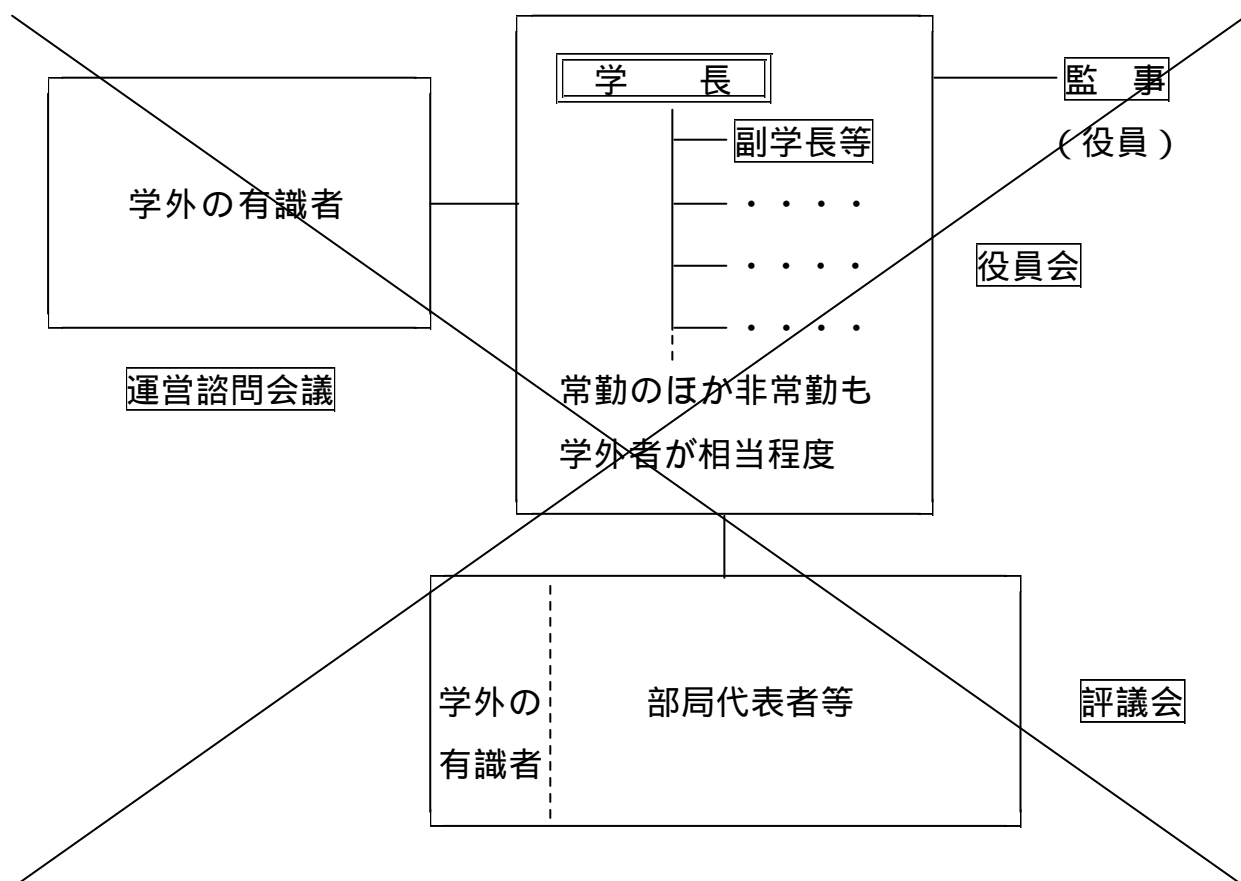 学　　長
監　事
副学長等
（役員）
学外の有識者
・・・・
役員会
・・・・
・・・・
運営諮問会議
常勤のほか非常勤も
学外者が相当程度
学外の
有識者
部局代表者等
評議会